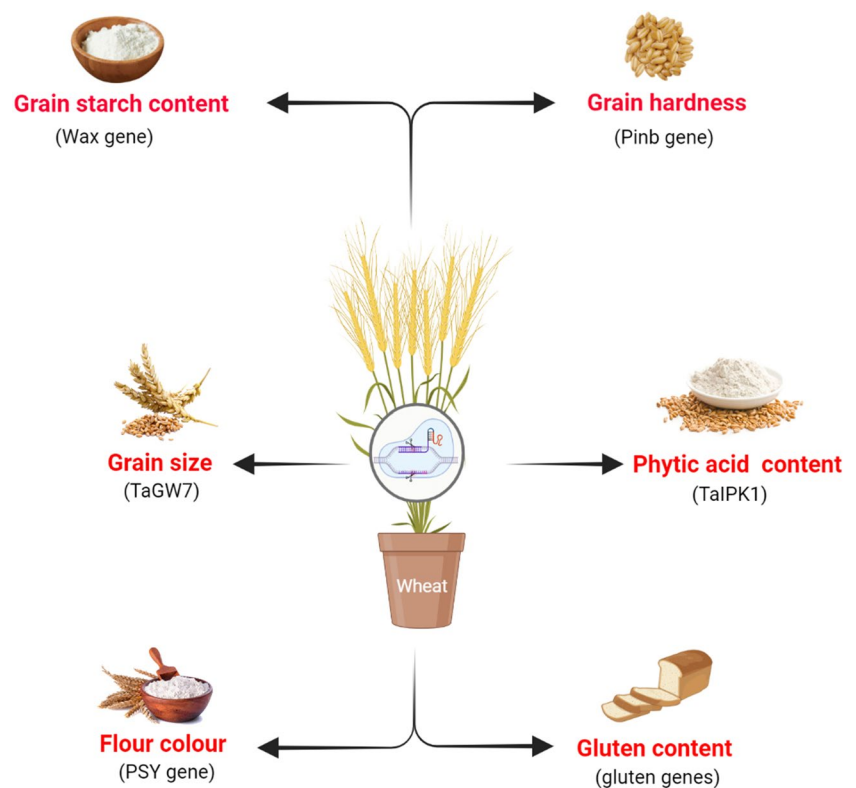 Grain starch content
(Wax gene)
Grain hardness
(Pinb gene)
Grain size
(TaGW7)
Phytic acid content
(TaIPK1)
Wheat
Flour colour
(PSY gene)
Gluten content
(gluten genes)